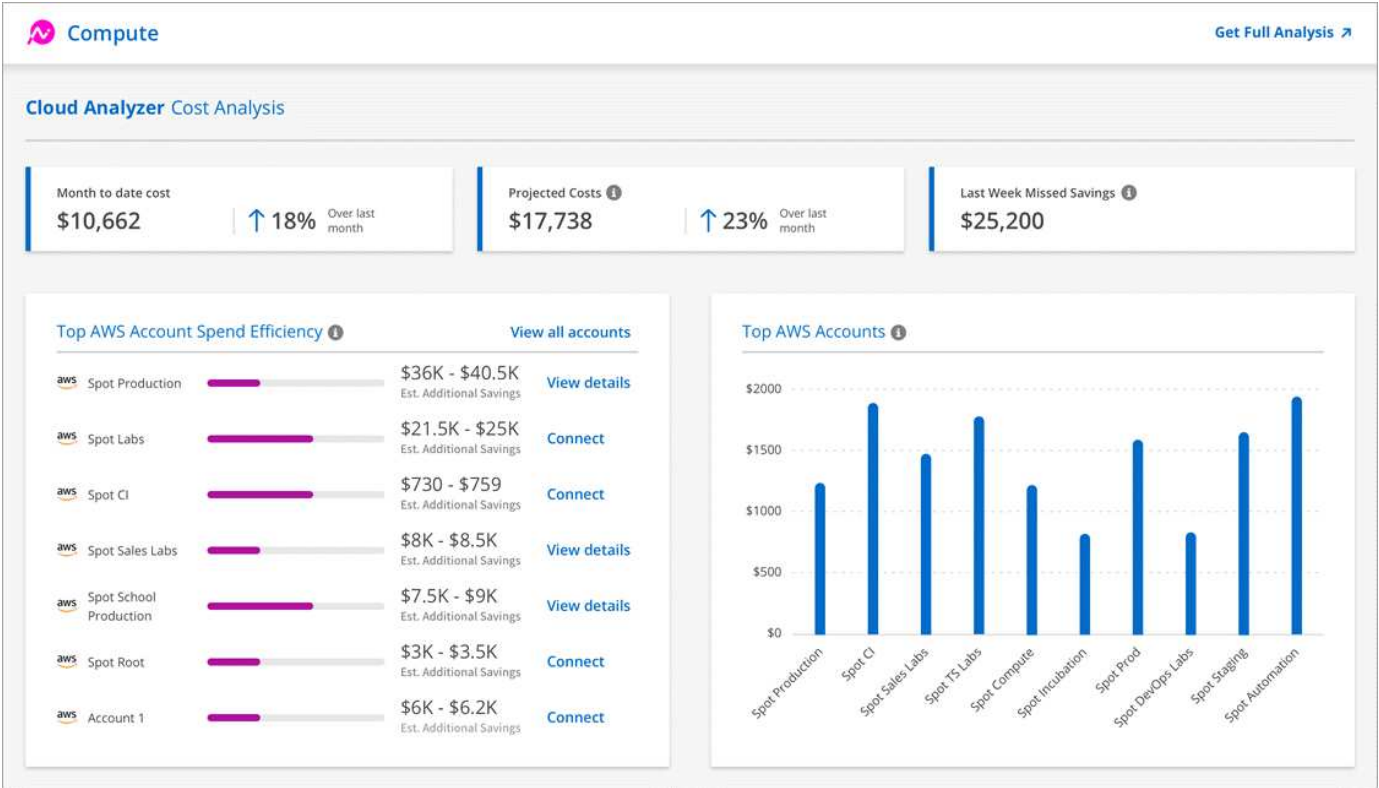 Compute
Get Full Analysis
Cloud Analyzer Cost Analysis
Month to date cost
$10,662
18%
Over last
month
Projected Costs
$17,738
23%
Over last
month
Last Week Missed Savings
$25,200
Top AWS Account Spend Efficiency
View all accounts
aws Spot Production
$36K - $40.5K
Est. Additional Savings
View details
aws Spot Labs
$21.5K - $25K
Est. Additional Savings
Connect
aws Spot CI
$730 - $759
Est. Additional Savings
Connect
aws Spot Sales Labs
$8K - $8.5K
Est. Additional Savings
View details
aws Spot School
Production
$7.5K - $9K
Est. Additional Savings
View details
aws Spot Root
$3K - $3.5K
Est. Additional Savings
Connect
aws Account 1
$6K - $6.2K
Est. Additional Savings
Connect
Top AWS Accounts
$2000
$1500
$1000
$500
$0
Spot Production
Spot CI
Spot Sales Labs
Spot TS Labs
Spot Compute
Spot Incubation
Spot Prod
Spot DevOps Labs
Spot Staging
Spot Automation